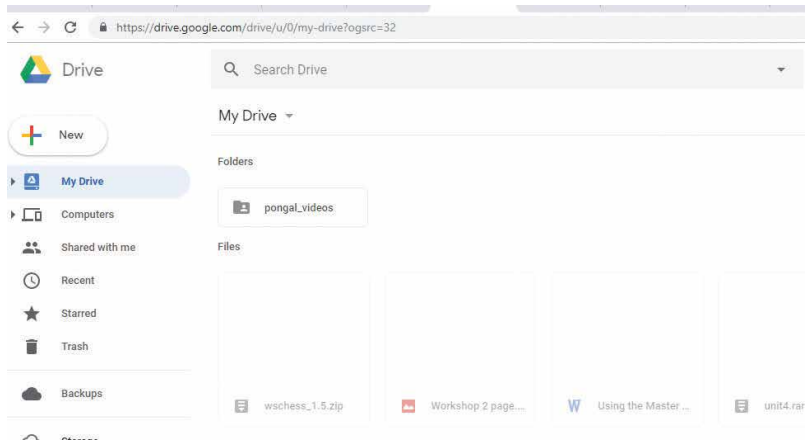 https://drive.google.com/drive/u/0/my-drive?ogsrc=32
Drive
Search Drive
New
My Drive
My Drive
Computers
Shared with me
Recent
Starred
Trash
Backups
Storage
Folders
pongal_videos
Files
wschess_1.5.zip
Workshop 2 page...
Using the Master ...
unit4.rar